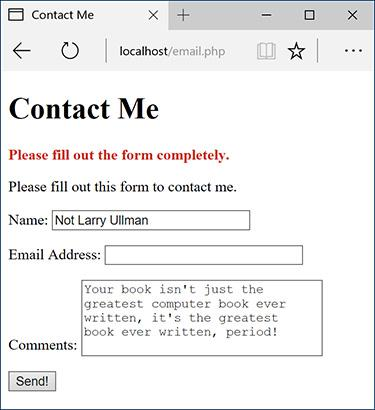 Contact Me
localhost/email.php
Contact Me
Please fill out the form completely.
Please fill out this form to contact me.
Name: Not Larry Ullman
Email Address:
Your book isn't just the
greatest computer book ever
written, it's the greatest
book ever written, period!
Comments:
Send!